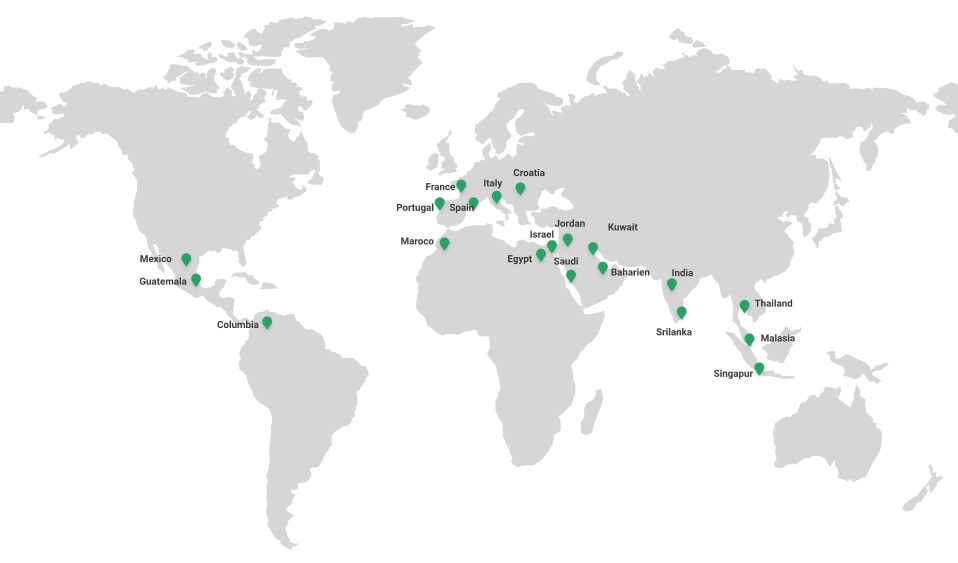 Croatia
Italy
France
Portugal
Spain
Jordan
Kuwait
Israel
Maroco
Mexico
Egypt
Saudi
Baharien
India
Guatemala
Thailand
Columbia
Srilanka
Malasia
Singapur